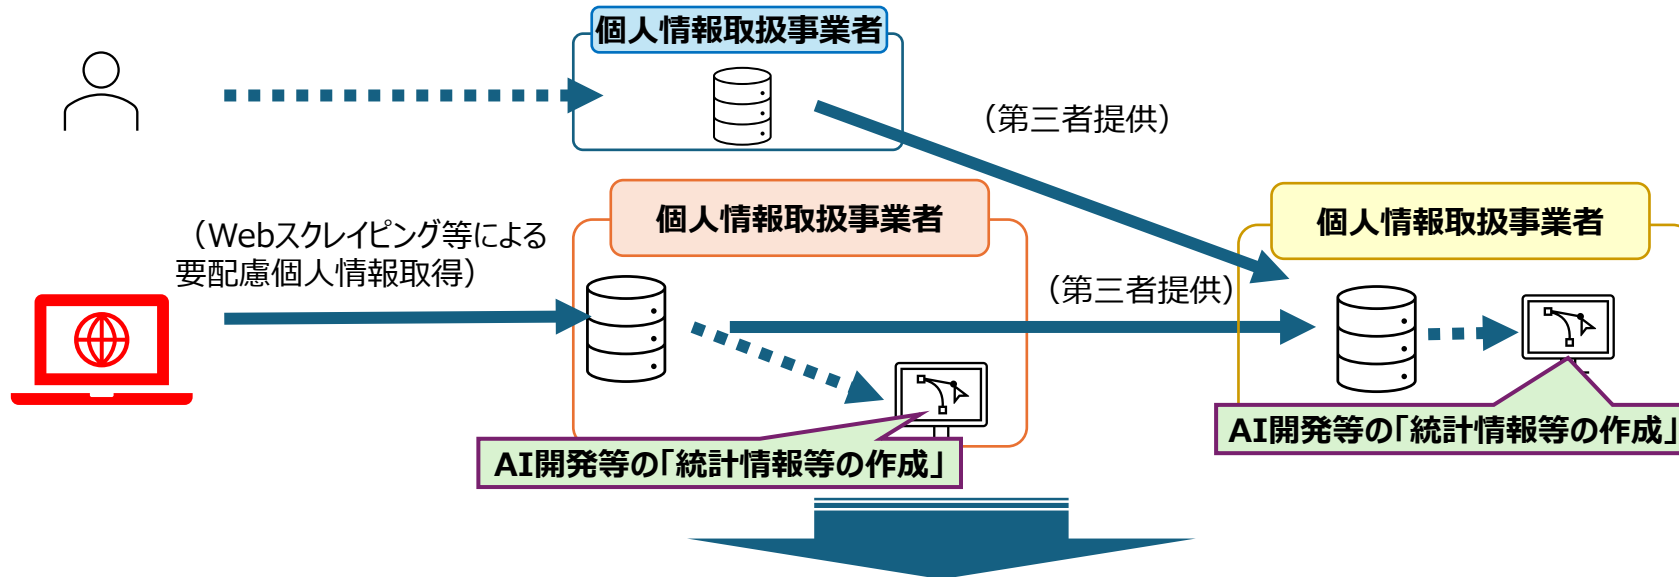 個人情報取扱事業者
（第三者提供）
個人情報取扱事業者
個人情報取扱事業者
（Webスクレイピング等による
要配慮個人情報取得）
（第三者提供）
AI開発等の「統計情報等の作成」
AI開発等の「統計情報等の作成」